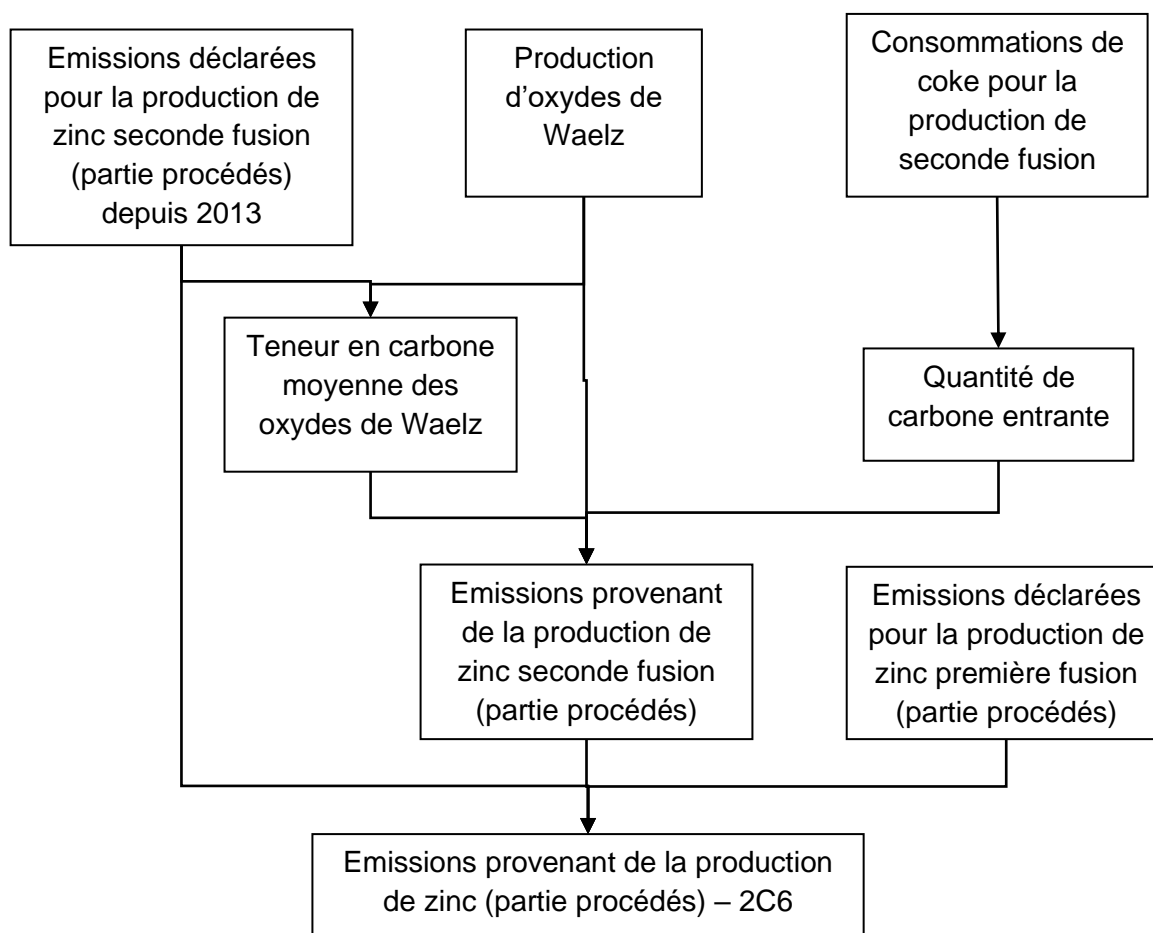 Emissions déclarées
pour la production de
zinc seconde fusion
(partie procédés)
depuis 2013
Production
d’oxydes de
Waelz
Consommations de
coke pour la
production de
seconde fusion
Teneur en carbone
moyenne des
oxydes de Waelz
Quantité de
carbone entrante
Emissions provenant
de la production de
zinc seconde fusion
(partie procédés)
Emissions déclarées
pour la production de
zinc première fusion
(partie procédés)
Emissions provenant de la production
de zinc (partie procédés) – 2C6